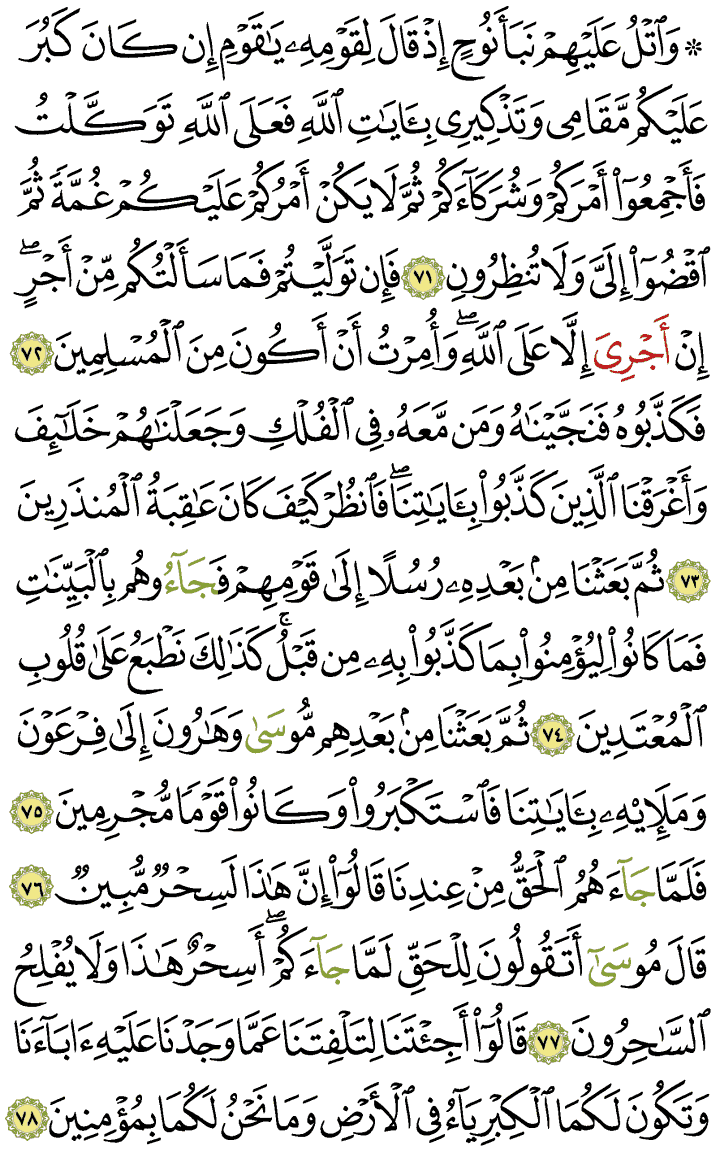 ۞ وَٱتْلُ عَلَيْهِمْ نَبَأَ نُوحٍ إِذْ قَالَ لِقَوْمِهِۦ يَٰقَوْمِ إِن كَانَ كَبُرَ
عَلَيْكُم مَّقَامِى وَتَذْكِيرِى بِـَٔايَٰتِ ٱللَّهِ فَعَلَى ٱللَّهِ تَوَكَّلْتُ
فَأَجْمِعُوٓا۟ أَمْرَكُمْ وَشُرَكَآءَكُمْ ثُمَّ لَا يَكُنْ أَمْرُكُمْ عَلَيْكُمْ غُمَّةً ثُمَّ
ٱقْضُوٓا۟ إِلَىَّ وَلَا تُنظِرُونِ ٧١ فَإِن تَوَلَّيْتُمْ فَمَا سَأَلْتُكُم مِّنْ أَجْرٍ ۖ
إِنْ أَجْرِىَ إِلَّا عَلَى ٱللَّهِ ۖ وَأُمِرْتُ أَنْ أَكُونَ مِنَ ٱلْمُسْلِمِينَ ٧٢
فَكَذَّبُوهُ فَنَجَّيْنَٰهُ وَمَن مَّعَهُۥ فِى ٱلْفُلْكِ وَجَعَلْنَٰهُمْ خَلَٰٓئِفَ
وَأَغْرَقْنَا ٱلَّذِينَ كَذَّبُوا۟ بِـَٔايَٰتِنَا ۖ فَٱنظُرْ كَيْفَ كَانَ عَٰقِبَةُ ٱلْمُنذَرِينَ
٧٣ ثُمَّ بَعَثْنَا مِنۢ بَعْدِهِۦ رُسُلًا إِلَىٰ قَوْمِهِمْ فَجَآءُوهُم بِٱلْبَيِّنَٰتِ
فَمَا كَانُوا۟ لِيُؤْمِنُوا۟ بِمَا كَذَّبُوا۟ بِهِۦ مِن قَبْلُ ۚ كَذَٰلِكَ نَطْبَعُ عَلَىٰ قُلُوبِ
ٱلْمُعْتَدِينَ ٧٤ ثُمَّ بَعَثْنَا مِنۢ بَعْدِهِم مُّوسَىٰ وَهَٰرُونَ إِلَىٰ فِرْعَوْنَ
وَمَلَإِي۟هِۦ بِـَٔايَٰتِنَا فَٱسْتَكْبَرُوا۟ وَكَانُوا۟ قَوْمًا مُّجْرِمِينَ ٧٥
فَلَمَّا جَآءَهُمُ ٱلْحَقُّ مِنْ عِندِنَا قَالُوٓا۟ إِنَّ هَٰذَا لَسِحْرٌ مُّبِينٌ ٧٦
قَالَ مُوسَىٰٓ أَتَقُولُونَ لِلْحَقِّ لَمَّا جَآءَكُمْ ۖ أَسِحْرٌ هَٰذَا وَلَا يُفْلِحُ
ٱلسَّٰحِرُونَ ٧٧ قَالُوٓا۟ أَجِئْتَنَا لِتَلْفِتَنَا عَمَّا وَجَدْنَا عَلَيْهِ ءَابَآءَنَا
وَتَكُونَ لَكُمَا ٱلْكِبْرِيَآءُ فِى ٱلْأَرْضِ وَمَا نَحْنُ لَكُمَا بِمُؤْمِنِينَ ٧٨